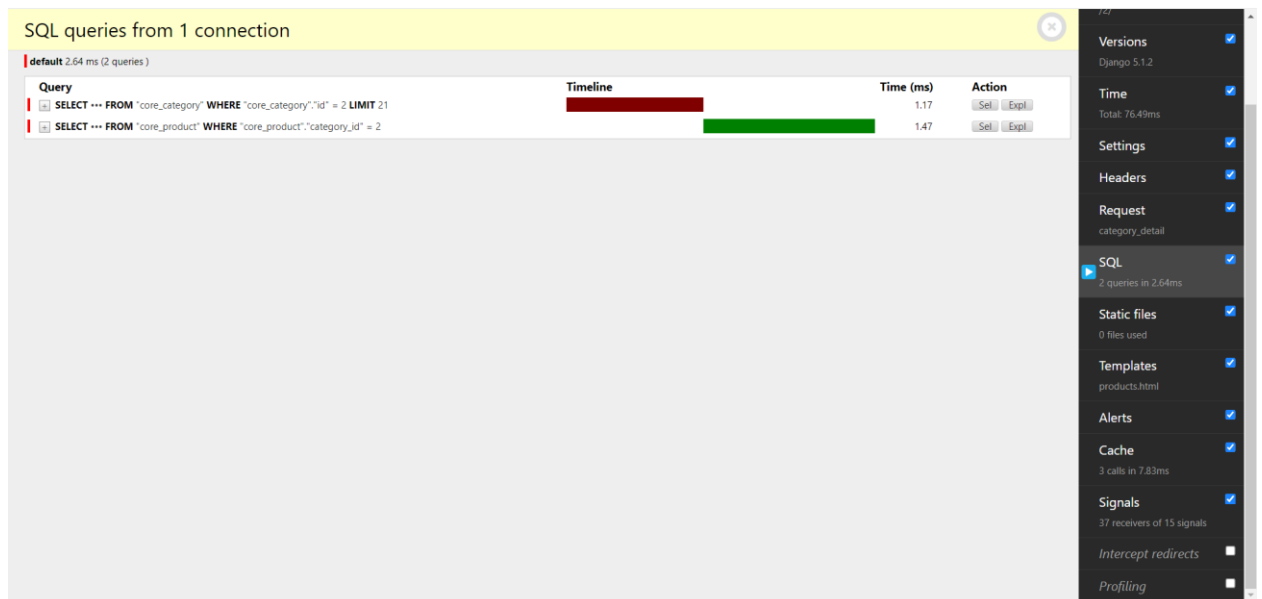 SQL queries from 1 connection
default 2.64 ms (2 queries )
Query Timeline Time (ms) Action
+ SELECT ••• FROM "core_category" WHERE "core_category"."id" = 2 LIMIT 21 1.17 Sel Expl
+ SELECT ••• FROM "core_product" WHERE "core_product"."category_id" = 2 1.47 Sel Expl
/2/
Versions
Django 5.1.2
Time
Total: 76.49ms
Settings
Headers
Request
category_detail
SQL
2 queries in 2.64ms
Static files
0 files used
Templates
products.html
Alerts
Cache
3 calls in 7.83ms
Signals
37 receivers of 15 signals
Intercept redirects
Profiling